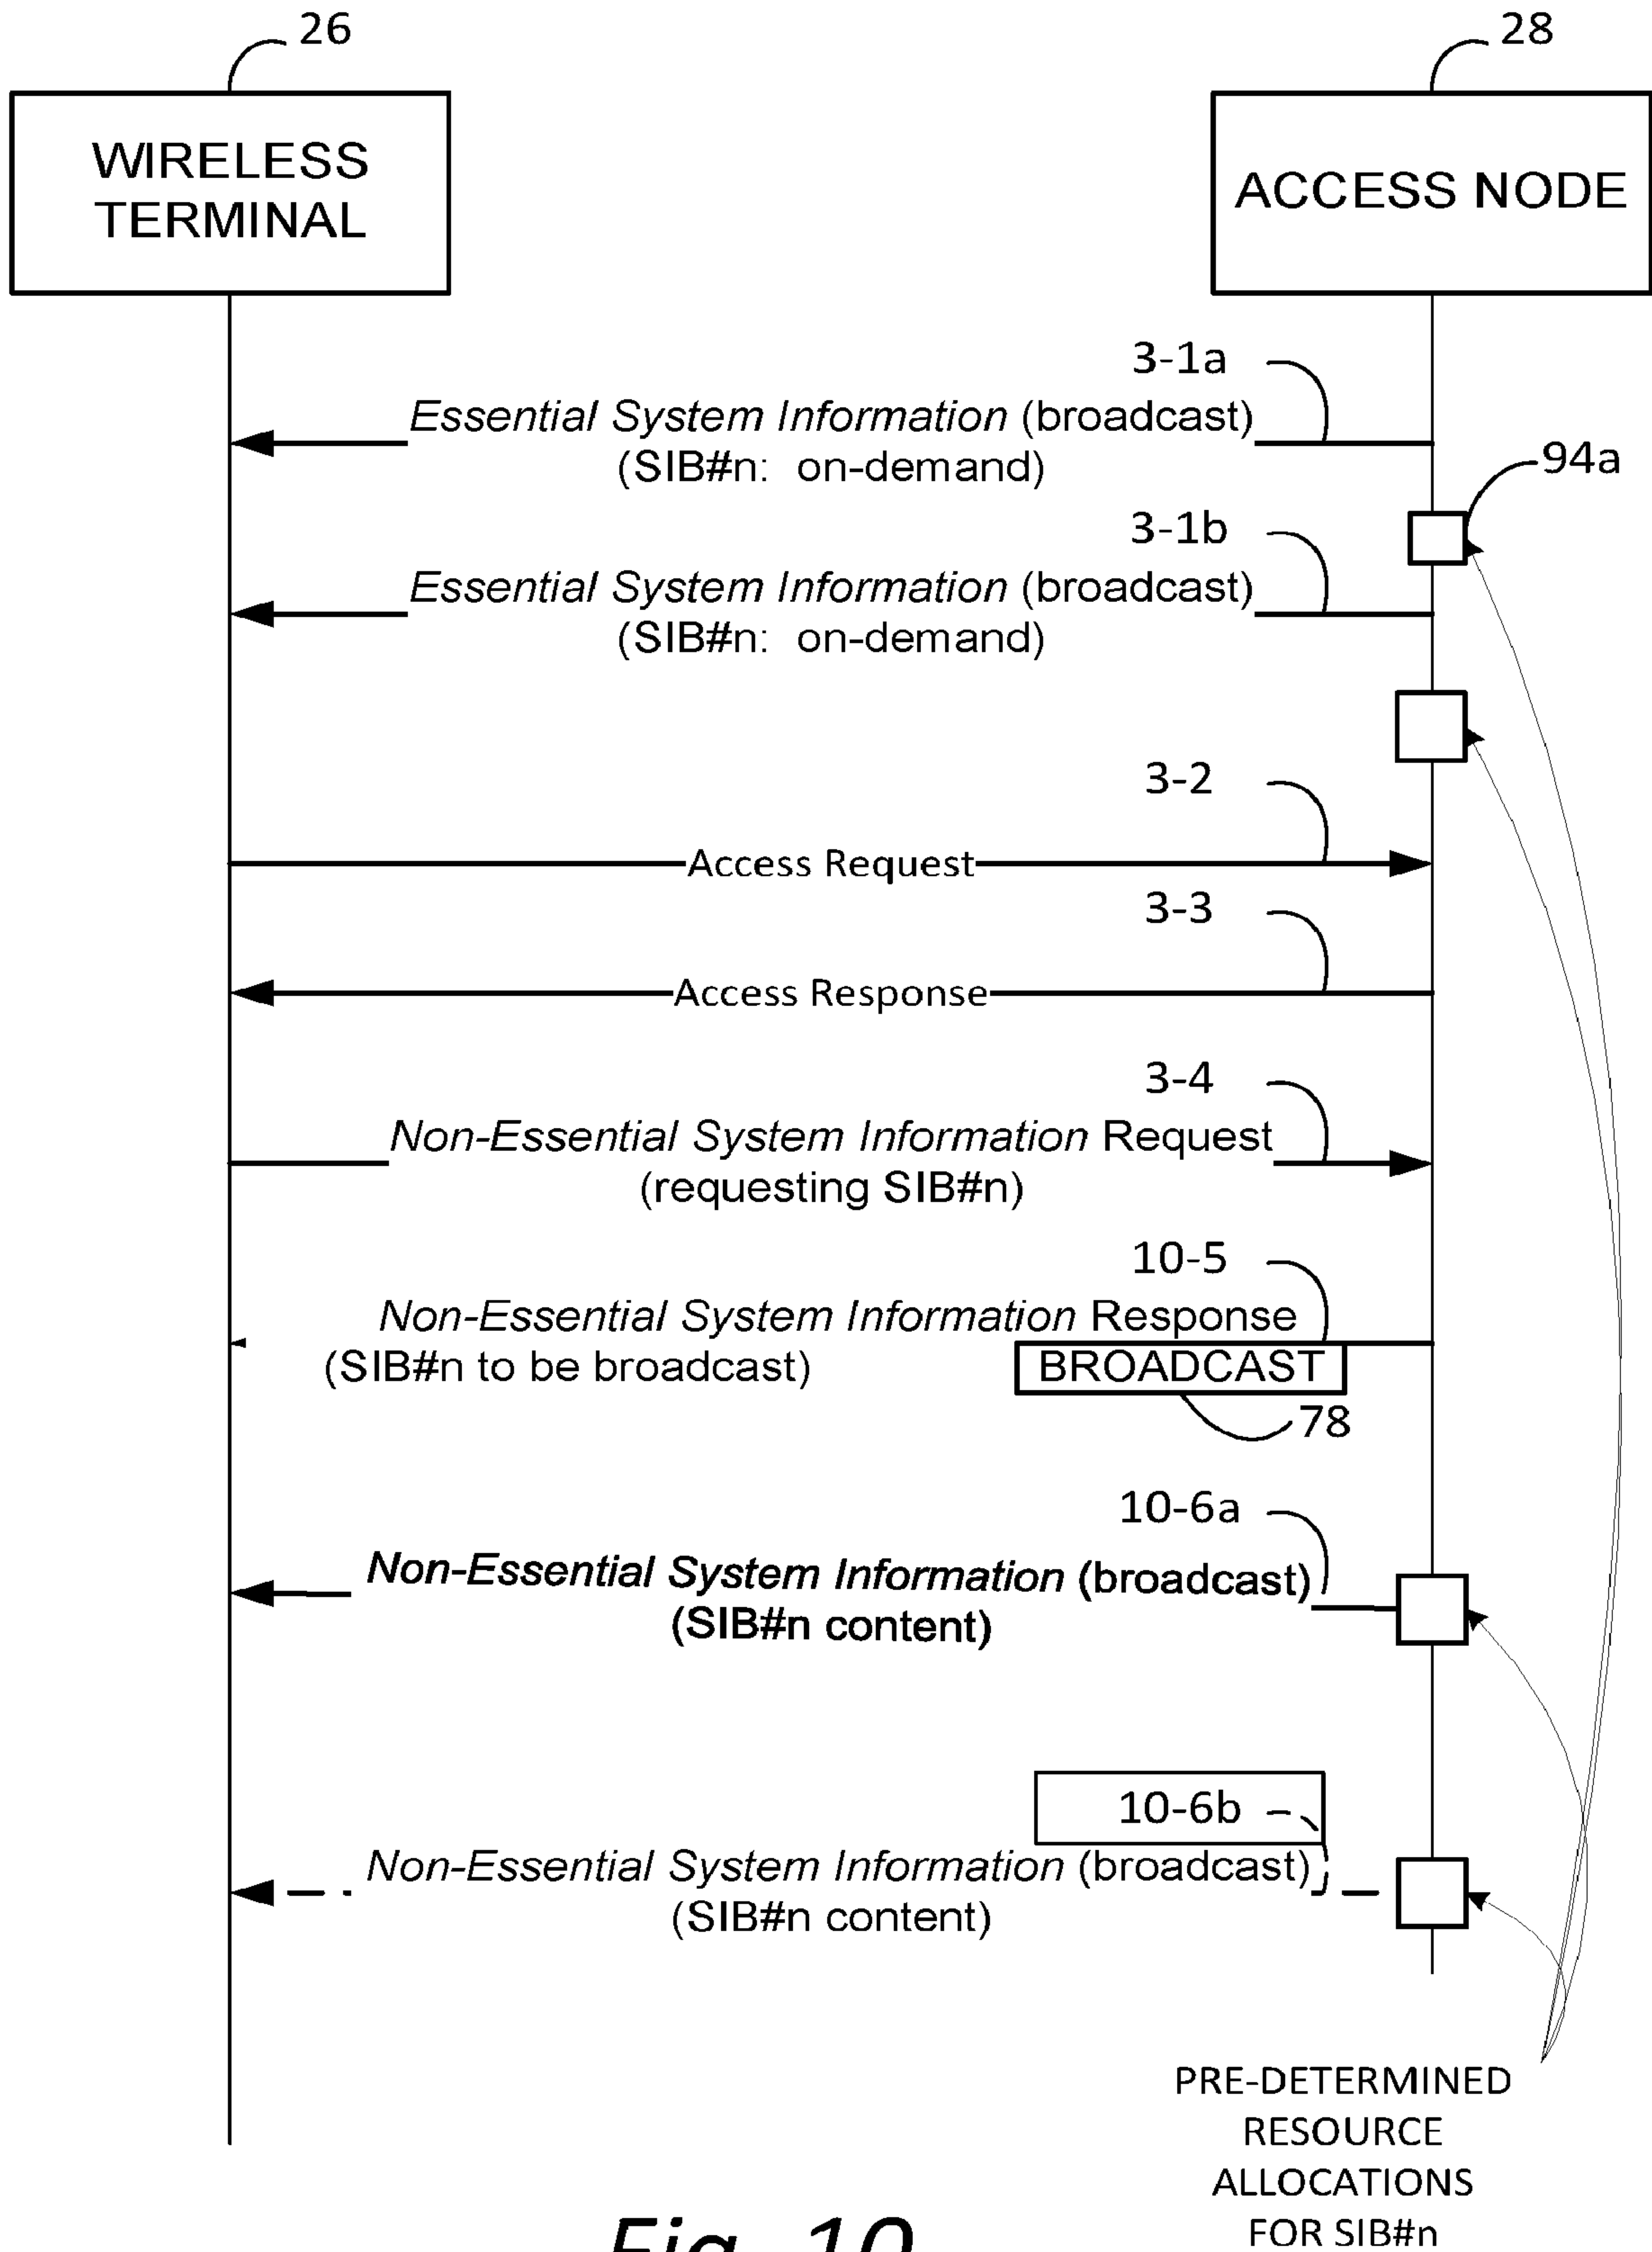 26
28
WIRELESS
TERMINAL
ACCESS NODE
3-1a
Essential System Information (broadcast)
(SIB#n: on-demand)
94a
3-1b
Essential System Information (broadcast)
(SIB#n: on-demand)
3-2
Access Request
3-3
Access Response
3-4
Non-Essential System Information Request
(requesting SIB#n)
10-5
Non-Essential System Information Response
(SIB#n to be broadcast)
BROADCAST
78
10-6a
Non-Essential System Information (broadcast)
(SIB#n content)
10-6b
Non-Essential System Information (broadcast)
(SIB#n content)
PRE-DETERMINED
RESOURCE
ALLOCATIONS
FOR SIB#n
Fig. 10